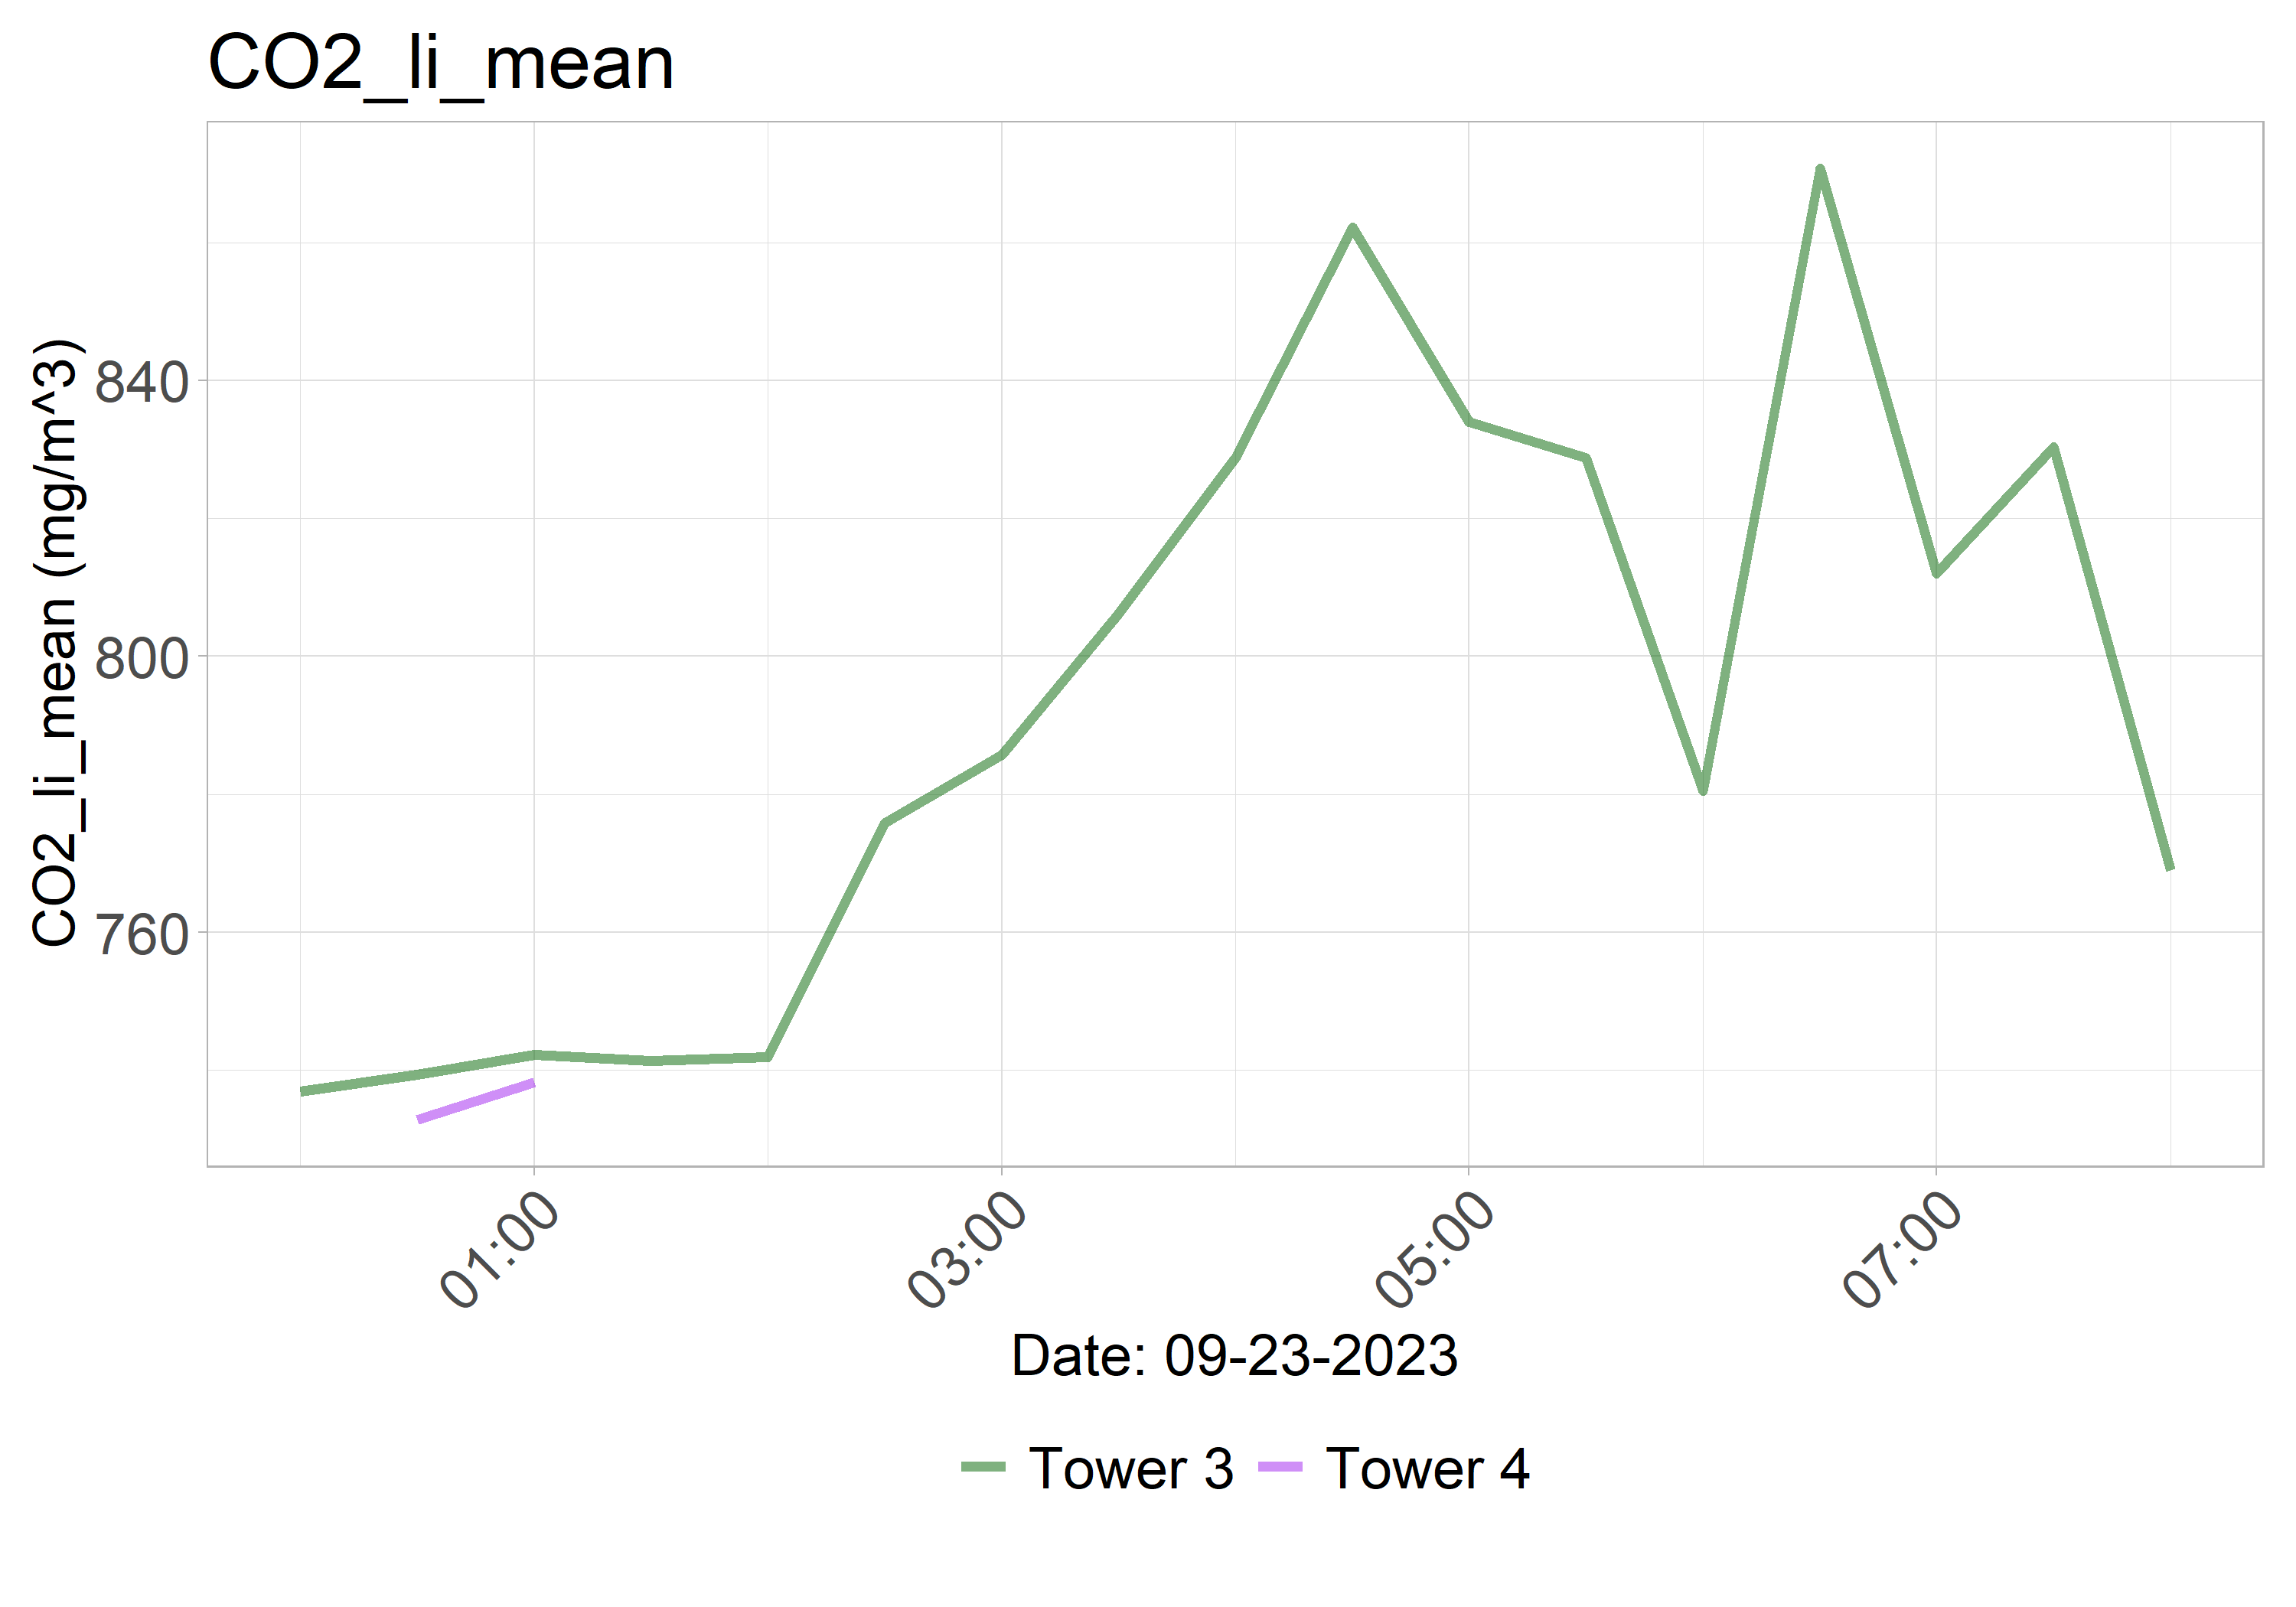 CO2_li_mean
CO2_li_mean (mg/m^3)
840
800
760
01:00
03:00
05:00
07:00
Date: 09-23-2023
Tower 3
Tower 4